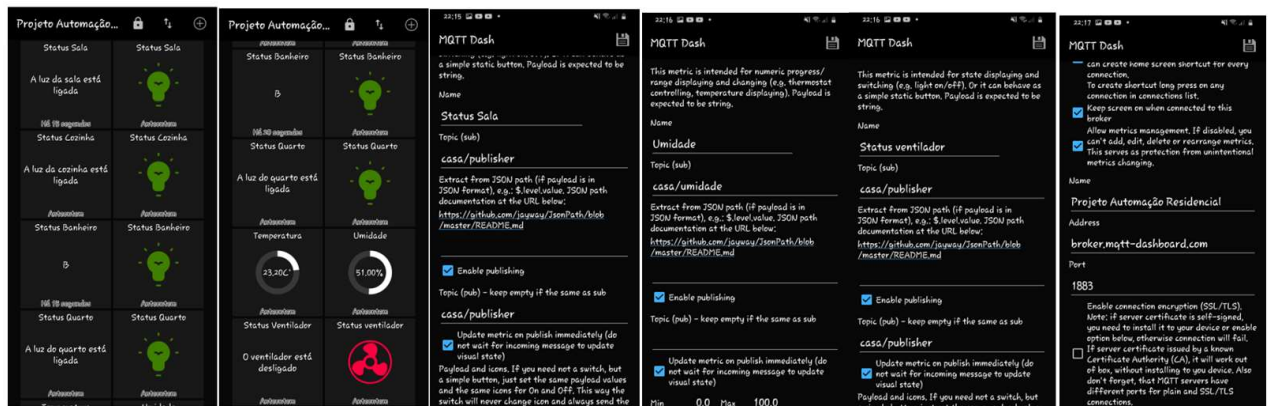 Projeto Automação...
Status Sala
Status Sala
A luz da sala está
ligada
Há 15 segundos
Anteontem
Status Cozinha
Status Cozinha
A luz da cozinha está
ligada
Anteontem
Anteontem
Status Banheiro
Status Banheiro
B
Há 15 segundos
Anteontem
Status Quarto
Status Quarto
A luz do quarto está
ligada
Anteontem
Anteontem
Projeto Automação...
Anteontem
Anteontem
Status Banheiro
Status Banheiro
B
Há 20 segundos
Anteontem
Status Quarto
Status Quarto
A luz do quarto está
ligada
Anteontem
Anteontem
Temperatura
Umidade
23,20C°
51,00%
Anteontem
Anteontem
Status Ventilador
Status ventilador
O ventilador está
desligado
Anteontem
Anteontem
22:15
MQTT Dash
a simple static button. Payload is expected to be
string.
Name
Status Sala
Topic (sub)
casa/publisher
Extract from JSON path (if payload is in
JSON format), e.g.: $.level.value. JSON path
documentation at the URL below:
https://github.com/jayway/JsonPath/blob
/master/README.md
Enable publishing
Topic (pub) - keep empty if the same as sub
casa/publisher
Update metric on publish immediately (do
not wait for incoming message to update
visual state)
Payload and icons. If you need not a switch, but
a simple button, just set the same payload values
and the same icons for On and Off. This way the
switch will never change icon and always send the
22:16
MQTT Dash
This metric is intended for numeric progress/
range displaying and changing (e.g. thermostat
controlling, temperature displaying). Payload is
expected to be string.
Name
Umidade
Topic (sub)
casa/umidade
Extract from JSON path (if payload is in
JSON format), e.g.: $.level.value. JSON path
documentation at the URL below:
https://github.com/jayway/JsonPath/blob
/master/README.md
Enable publishing
Topic (pub) - keep empty if the same as sub
Update metric on publish immediately (do
not wait for incoming message to update
visual state)
Min 0.0 Max 100.0
22:16
MQTT Dash
This metric is intended for state displaying and
switching (e.g. light on/off). Or it can behave as
a simple static button. Payload is expected to be
string.
Name
Status ventilador
Topic (sub)
casa/publisher
Extract from JSON path (if payload is in
JSON format), e.g.: $.level.value. JSON path
documentation at the URL below:
https://github.com/jayway/JsonPath/blob
/master/README.md
Enable publishing
Topic (pub) - keep empty if the same as sub
casa/publisher
Update metric on publish immediately (do
not wait for incoming message to update
visual state)
Payload and icons. If you need not a switch, but
22:17
MQTT Dash
can create home screen shortcut for every
connection.
To create shortcut long press on any
connection in connections list.
Keep screen on when connected to this
broker
Allow metrics management. If disabled, you
can't add, edit, delete or rearrange metrics.
This serves as protection from unintentional
metrics changing.
Name
Projeto Automação Residencial
Address
broker.mqtt-dashboard.com
Port
1883
Enable connection encryption (SSL/TLS).
Note: if server certificate is self-signed,
you need to install it to your device or enable
option below, otherwise connection will fail.
If server certificate issued by a known
Certificate Authority (CA), it will work out
of box, without installing to you device. Also
don't forget, that MQTT servers have
different ports for plain and SSL/TLS
connections.